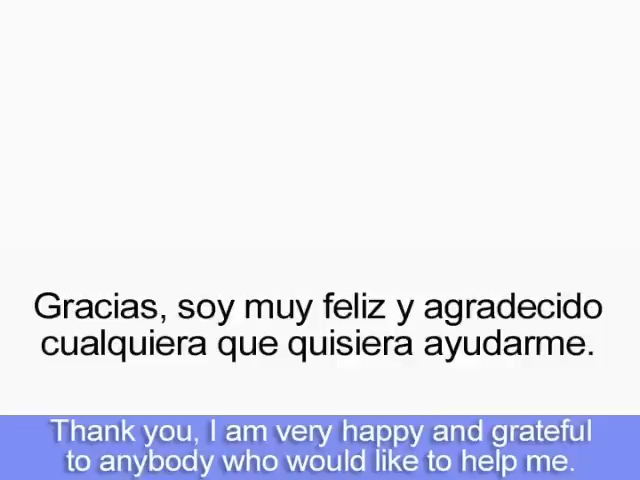 Gracias, soy muy feliz y agradecido
cualquiera que quisiera ayudarme.
Thank you, I am very happy and grateful
to anybody who would like to help me.